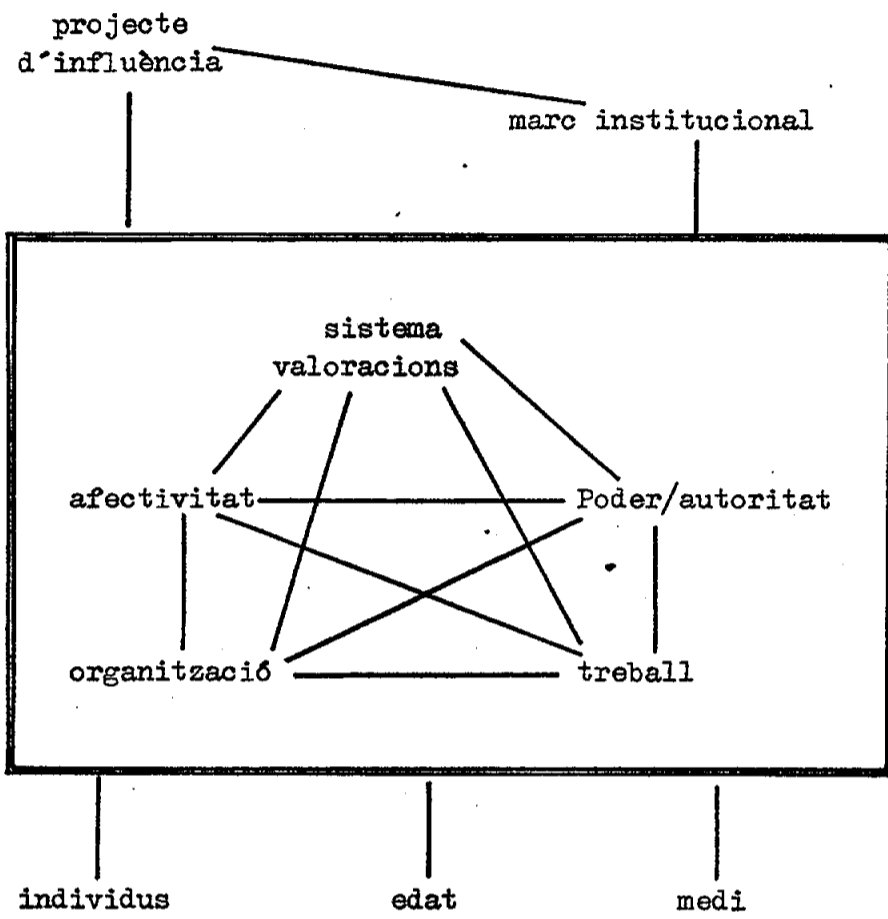 projecte
d´influència
marc institucional
sistema
valoracions
afectivitat
Poder/autoritat
organització
treball
individus
edat
medi